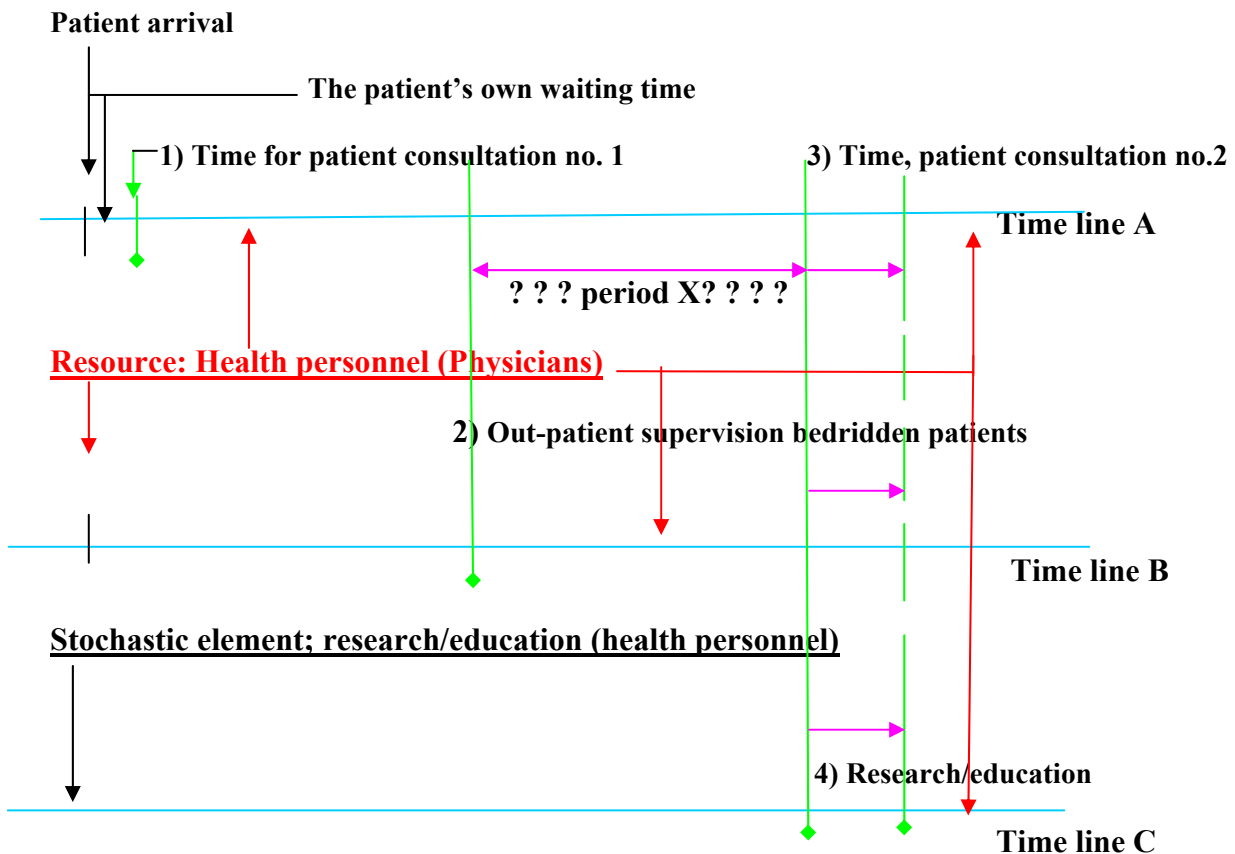 Patient arrival
The patient’s own waiting time
1) Time for patient consultation no. 1
3) Time, patient consultation no.2
Time line A
? ? ? period X? ? ? ?
Resource: Health personnel (Physicians)
2) Out-patient supervision bedridden patients
Time line B
Stochastic element; research/education (health personnel)
4) Research/education
Time line C